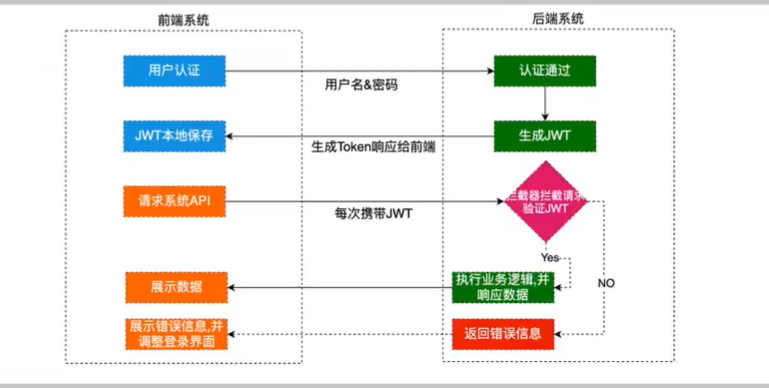 前端系统
后端系统
用户认证
用户名&密码
认证通过
JWT本地保存
生成Token响应给前端
生成JWT
请求系统API
每次携带JWT
拦截器拦截请求
验证JWT
Yes
NO
展示数据
执行业务逻辑,并
响应数据
展示错误信息,并
调整登录界面
返回错误信息